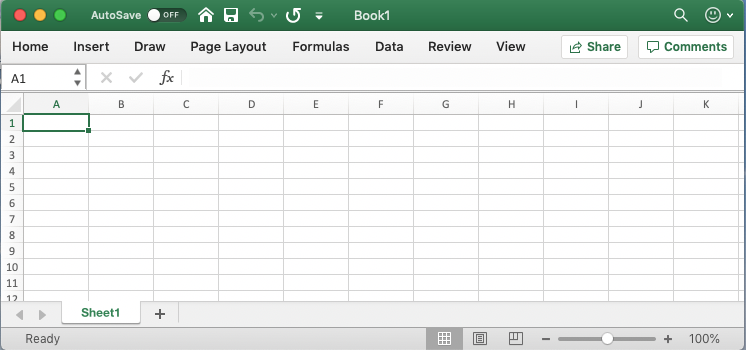 AutoSave OFF Book1
Home Insert Draw Page Layout Formulas Data Review View Share Comments
A1 fx
A B C D E F G H I J K
1
2
3
4
5
6
7
8
9
10
11
12
Sheet1 +
Ready 100%